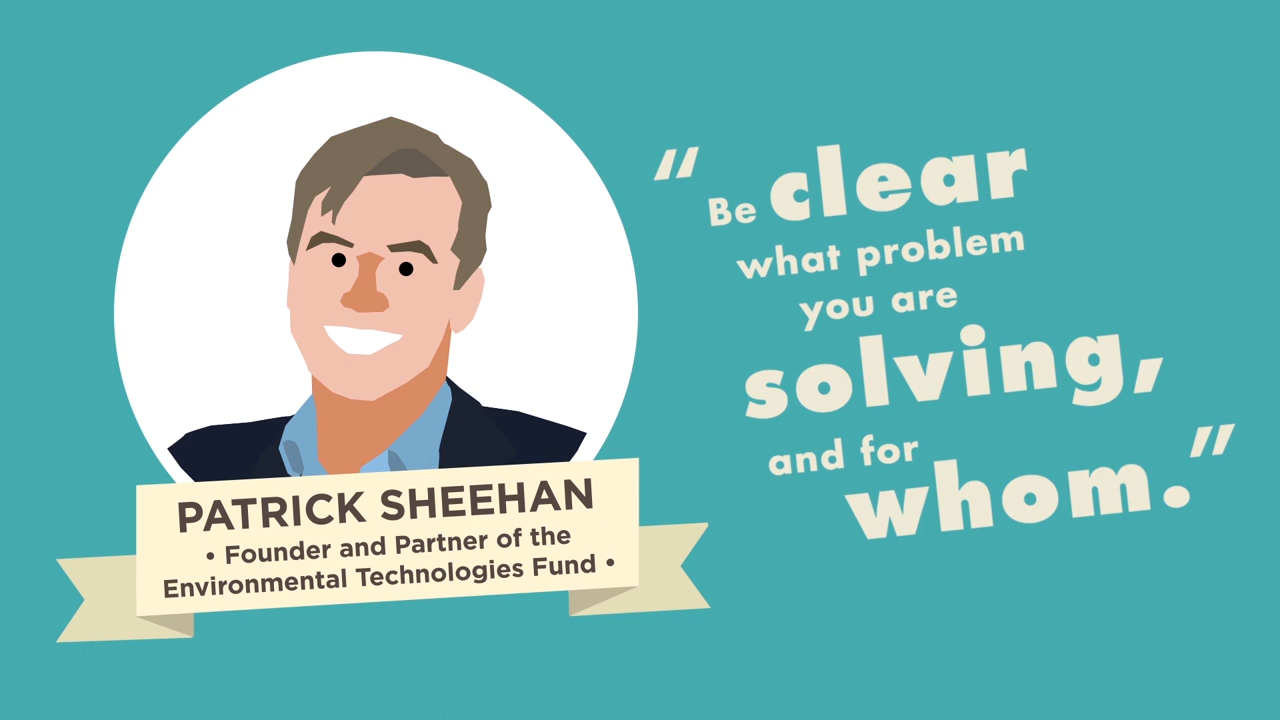 “Be clear
what problem
you are
solving,
and for
whom.”
PATRICK SHEEHAN
• Founder and Partner of the
Environmental Technologies Fund •